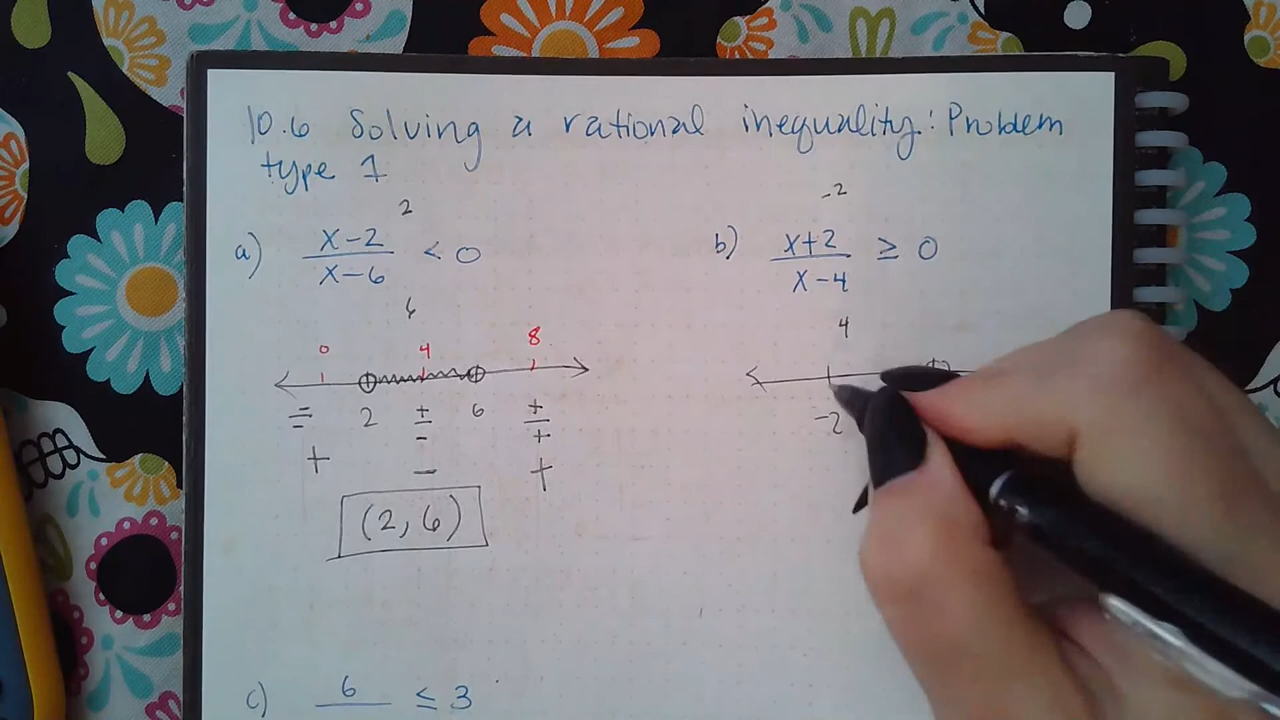 10.6 Solving a rational inequality: Problem
type 1
2
-2
a) x-2 / x-6 < 0
b) x+2 / x-4 ≥ 0
6
4
0 4 8
2 6
-/- +/- +/+
-2
+ - +
(2, 6)
c) 6 ≤ 3